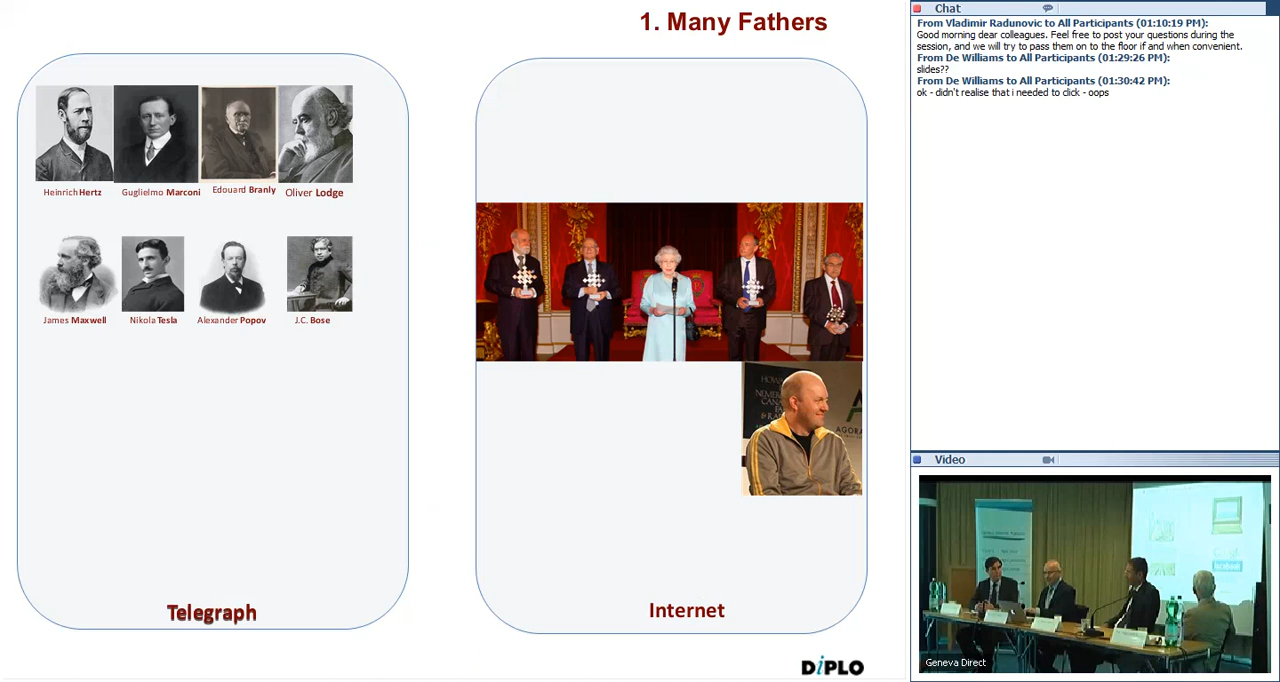 1. Many Fathers
Heinrich Hertz
Guglielmo Marconi
Edouard Branly
Oliver Lodge
James Maxwell
Nikola Tesla
Alexander Popov
J.C. Bose
Telegraph
AGORA
Internet
DiPLO
Chat
From Vladimir Radunovic to All Participants (01:10:19 PM):
Good morning dear colleagues. Feel free to post your questions during the
session, and we will try to pass them on to the floor if and when convenient.
From De Williams to All Participants (01:29:26 PM):
slides??
From De Williams to All Participants (01:30:42 PM):
ok - didn't realise that i needed to click - oops
Video
facebook
Geneva Direct